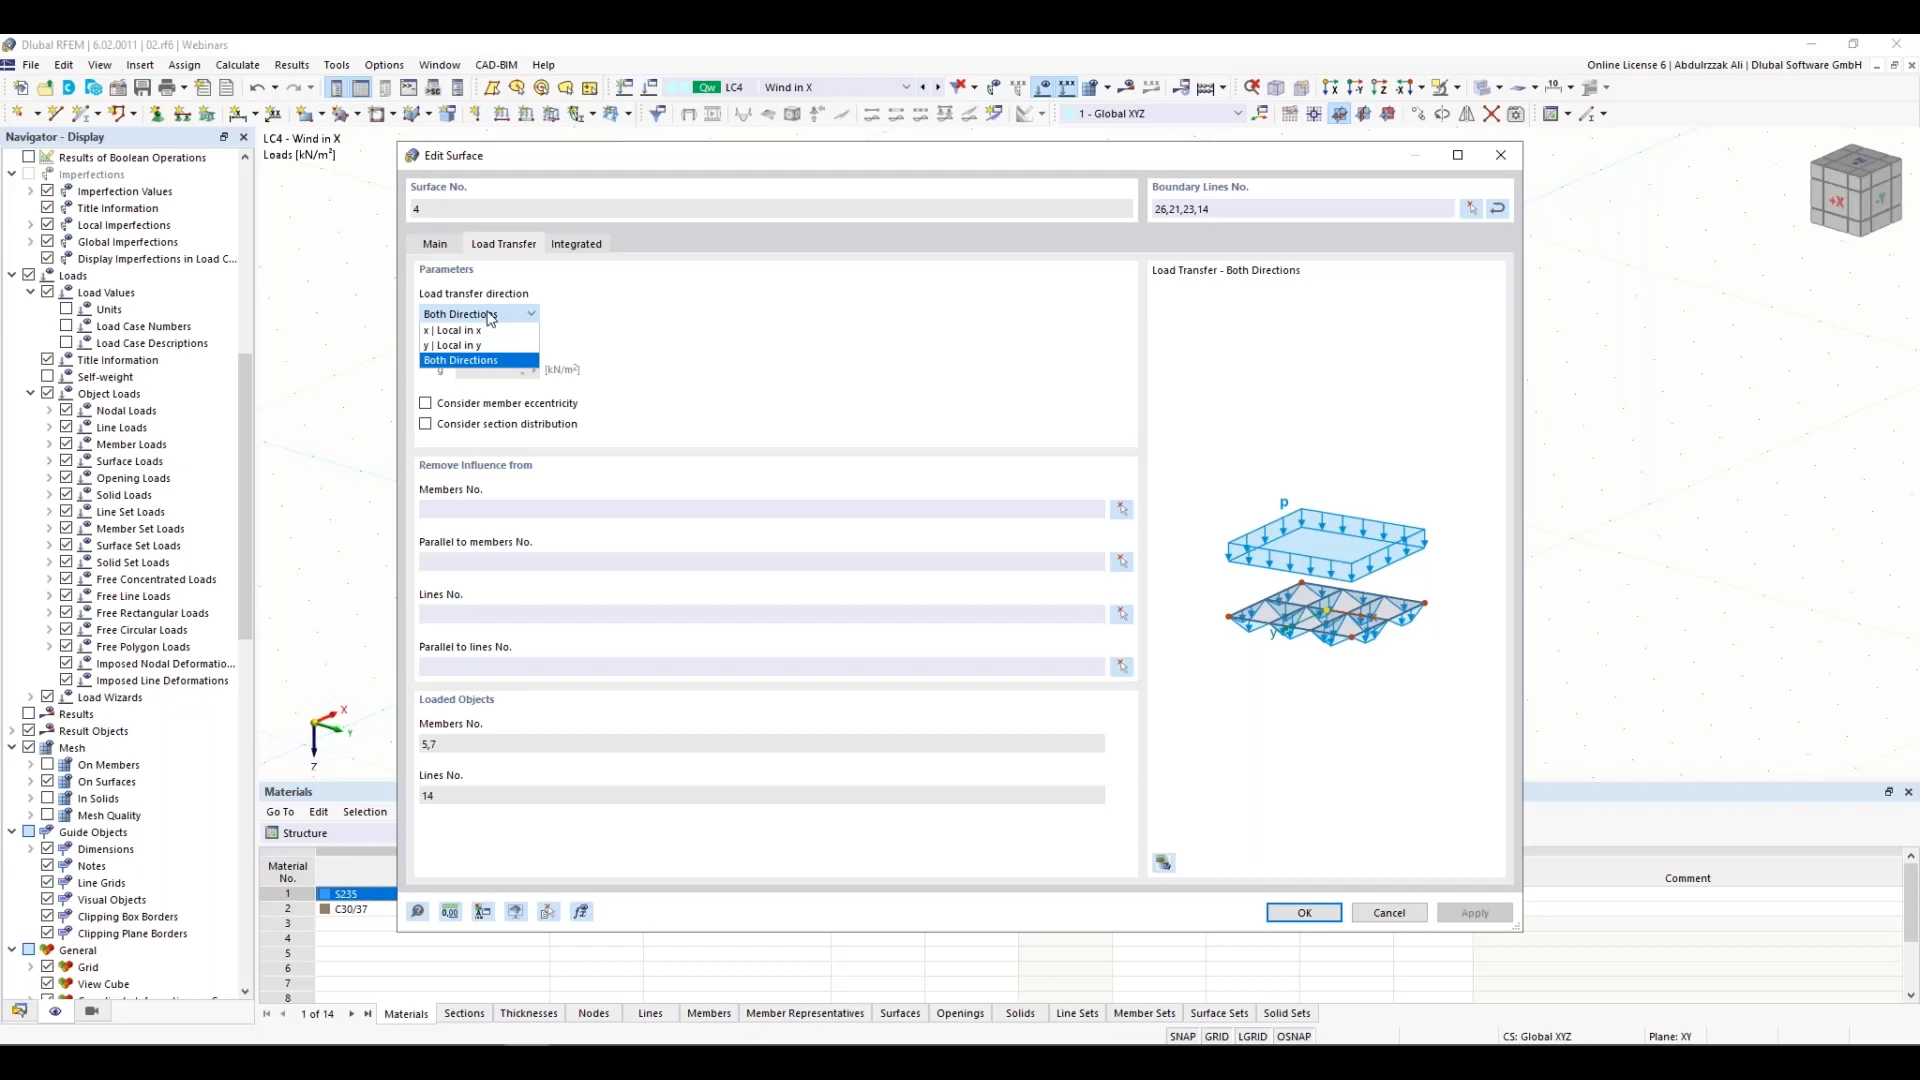 Dlubal RFEM | 6.02.0011 | 02.rf6 | Webinars
File Edit View Insert Assign Calculate Results Tools Options Window CAD-BIM Help
Online License 6 | Abdulrzzak Ali | Dlubal Software GmbH
Qw LC4 Wind in X
1 - Global XYZ
Navigator - Display
Results of Boolean Operations
Imperfections
Imperfection Values
Title Information
Local Imperfections
Global Imperfections
Display Imperfections in Load C...
Loads
Load Values
Units
Load Case Numbers
Load Case Descriptions
Title Information
Self-weight
Object Loads
Nodal Loads
Line Loads
Member Loads
Surface Loads
Opening Loads
Solid Loads
Line Set Loads
Member Set Loads
Surface Set Loads
Solid Set Loads
Free Concentrated Loads
Free Line Loads
Free Rectangular Loads
Free Circular Loads
Free Polygon Loads
Imposed Nodal Deformatio...
Imposed Line Deformations
Load Wizards
Results
Result Objects
Mesh
On Members
On Surfaces
In Solids
Mesh Quality
Guide Objects
Dimensions
Notes
Line Grids
Visual Objects
Clipping Box Borders
Clipping Plane Borders
General
Grid
View Cube
LC4 - Wind in X
Loads [kN/m²]
X
Y
Z
+X
-Y
Edit Surface
Surface No.
4
Boundary Lines No.
26,21,23,14
Main Load Transfer Integrated
Parameters
Load transfer direction
Both Directions
x | Local in x
y | Local in y
Both Directions
g [kN/m²]
Consider member eccentricity
Consider section distribution
Remove Influence from
Members No.
Parallel to members No.
Lines No.
Parallel to lines No.
Loaded Objects
Members No.
5,7
Lines No.
14
Load Transfer - Both Directions
p
y
x
0,00
OK Cancel Apply
Materials
Go To Edit Selection
Structure
Material
No.
Comment
1 S235
2 C30/37
3
4
5
6
7
8
1 of 14 Materials Sections Thicknesses Nodes Lines Members Member Representatives Surfaces Openings Solids Line Sets Member Sets Surface Sets Solid Sets
SNAP GRID LGRID OSNAP CS: Global XYZ Plane: XY